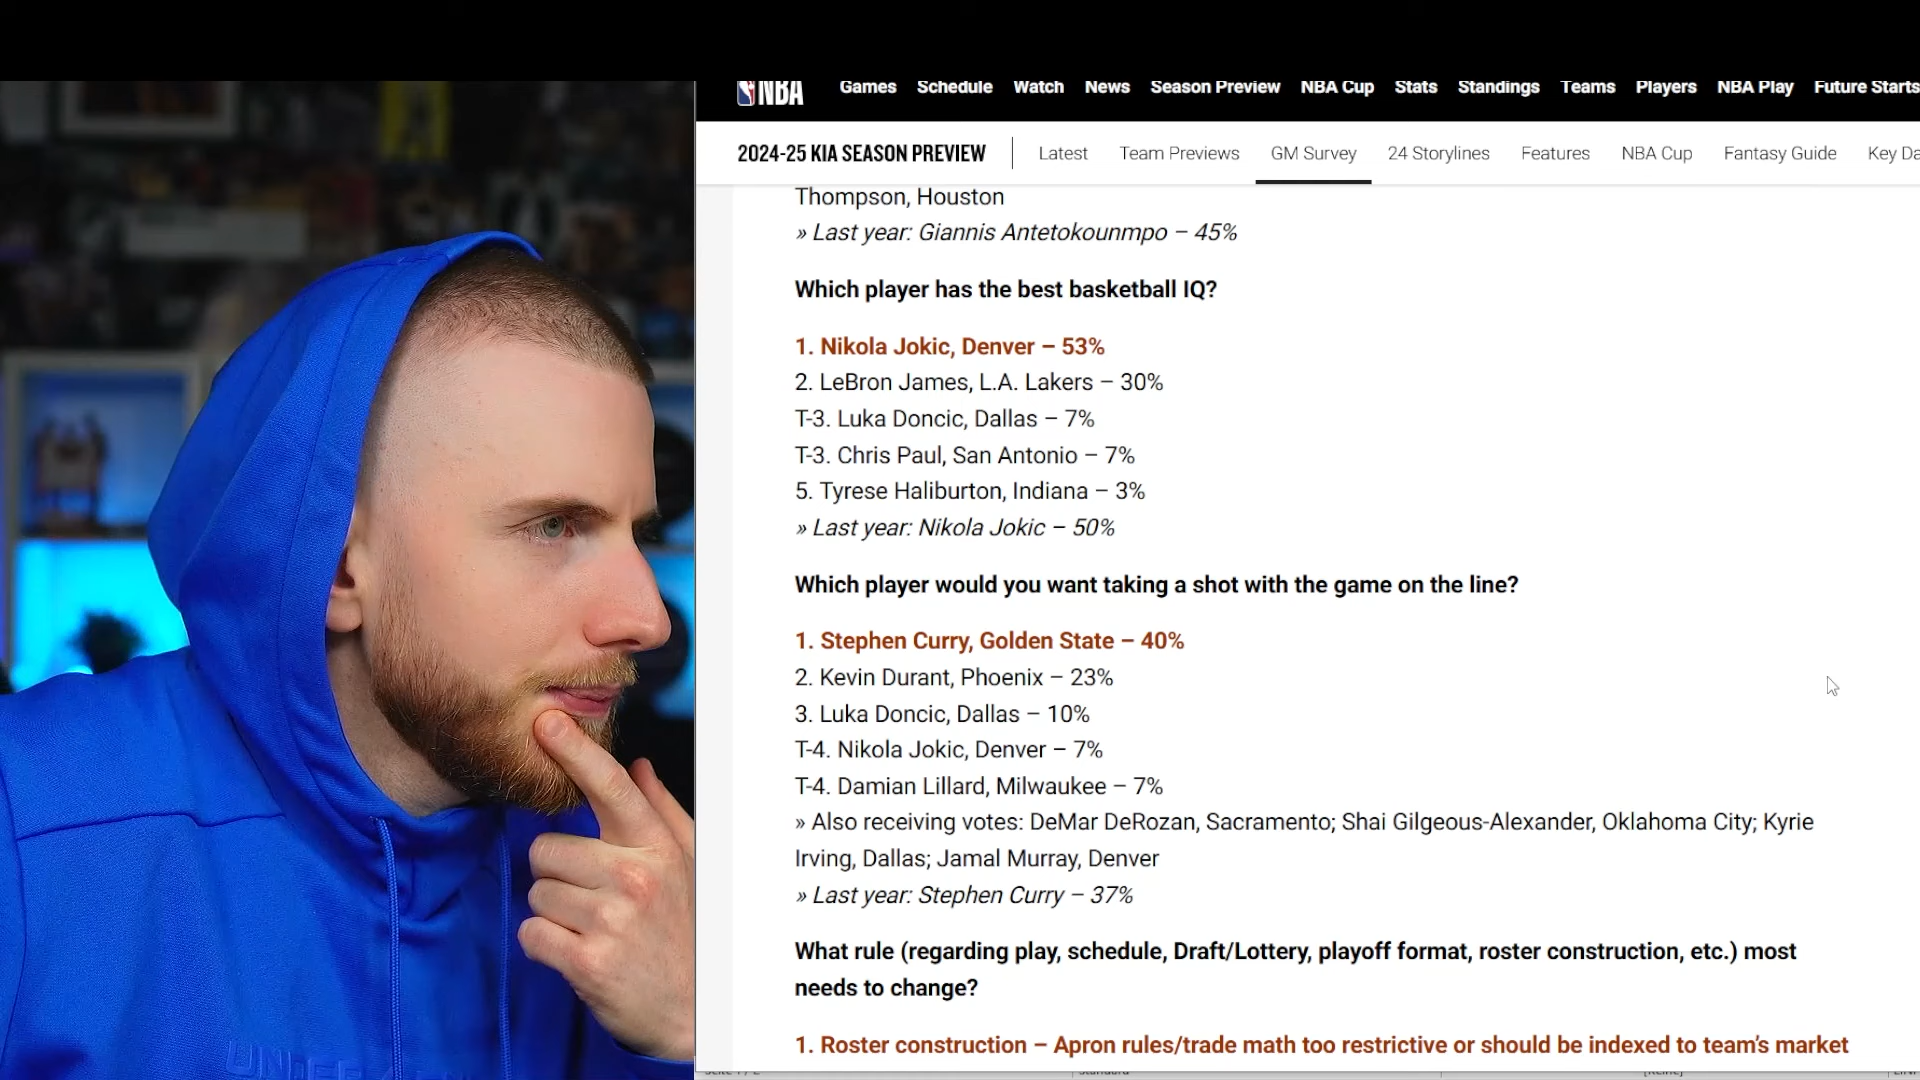 NBA Games Schedule Watch News Season Preview NBA Cup Stats Standings Teams Players NBA Play Future Starts
2024-25 KIA SEASON PREVIEW Latest Team Previews GM Survey 24 Storylines Features NBA Cup Fantasy Guide Key Da
Thompson, Houston
» Last year: Giannis Antetokounmpo – 45%
Which player has the best basketball IQ?
1. Nikola Jokic, Denver – 53%
2. LeBron James, L.A. Lakers – 30%
T-3. Luka Doncic, Dallas – 7%
T-3. Chris Paul, San Antonio – 7%
5. Tyrese Haliburton, Indiana – 3%
» Last year: Nikola Jokic – 50%
Which player would you want taking a shot with the game on the line?
1. Stephen Curry, Golden State – 40%
2. Kevin Durant, Phoenix – 23%
3. Luka Doncic, Dallas – 10%
T-4. Nikola Jokic, Denver – 7%
T-4. Damian Lillard, Milwaukee – 7%
» Also receiving votes: DeMar DeRozan, Sacramento; Shai Gilgeous-Alexander, Oklahoma City; Kyrie
Irving, Dallas; Jamal Murray, Denver
» Last year: Stephen Curry – 37%
What rule (regarding play, schedule, Draft/Lottery, playoff format, roster construction, etc.) most
needs to change?
1. Roster construction – Apron rules/trade math too restrictive or should be indexed to team's market